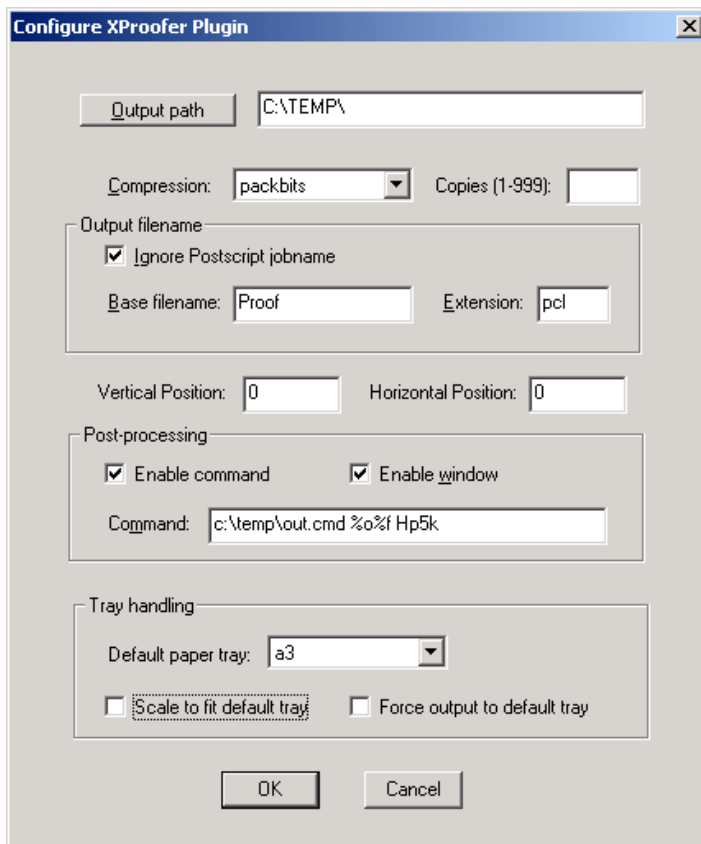 Configure XProofer Plugin
Output path C:\TEMP\
Compression: packbits Copies (1-999):
Output filename
Ignore Postscript jobname
Base filename: Proof Extension: pcl
Vertical Position: 0 Horizontal Position: 0
Post-processing
Enable command Enable window
Command: c:\temp\out.cmd %o%f Hp5k
Tray handling
Default paper tray: a3
Scale to fit default tray Force output to default tray
OK Cancel